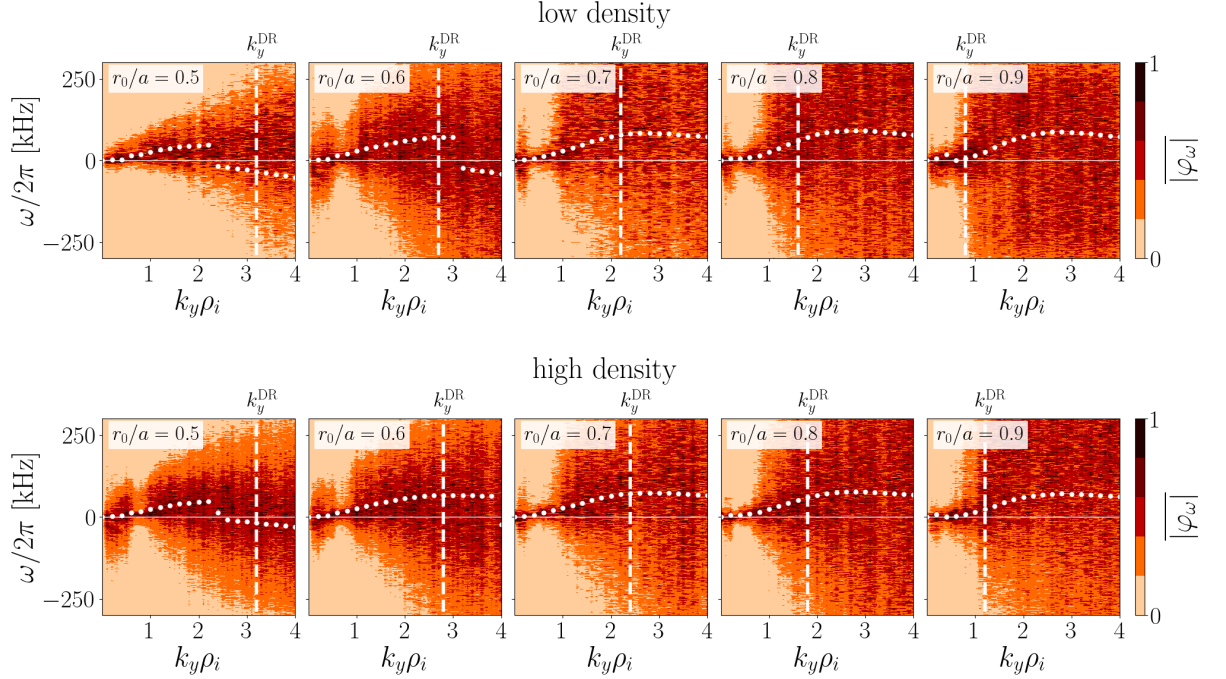 low density
k_y^DR k_y^DR k_y^DR k_y^DR k_y^DR
r_0/a = 0.5 r_0/a = 0.6 r_0/a = 0.7 r_0/a = 0.8 r_0/a = 0.9
250
0
−250
ω/2π [kHz]
1 2 3 4 1 2 3 4 1 2 3 4 1 2 3 4 1 2 3 4
k_yρ_i k_yρ_i k_yρ_i k_yρ_i k_yρ_i
1
0
|φ_ω|
high density
k_y^DR k_y^DR k_y^DR k_y^DR k_y^DR
r_0/a = 0.5 r_0/a = 0.6 r_0/a = 0.7 r_0/a = 0.8 r_0/a = 0.9
250
0
−250
ω/2π [kHz]
1 2 3 4 1 2 3 4 1 2 3 4 1 2 3 4 1 2 3 4
k_yρ_i k_yρ_i k_yρ_i k_yρ_i k_yρ_i
1
0
|φ_ω|